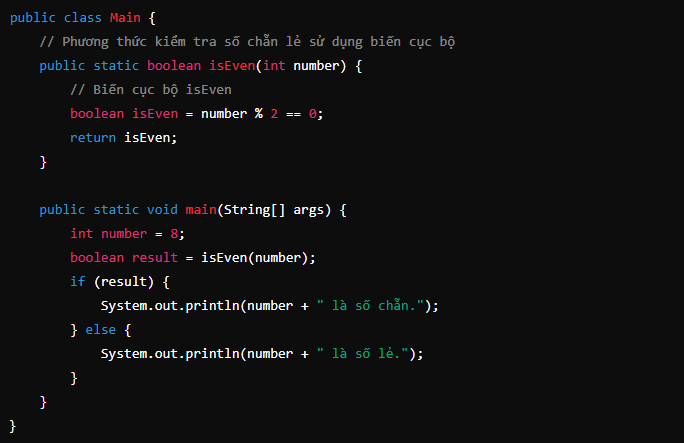 public class Main {
// Phương thức kiểm tra số chẵn lẻ sử dụng biến cục bộ
public static boolean isEven(int number) {
// Biến cục bộ isEven
boolean isEven = number % 2 == 0;
return isEven;
}
public static void main(String[] args) {
int number = 8;
boolean result = isEven(number);
if (result) {
System.out.println(number + " là số chẵn.");
} else {
System.out.println(number + " là số lẻ.");
}
}
}